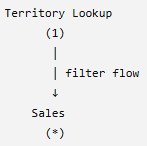 Territory Lookup
(1)
|
| filter flow
↓
Sales
(*)